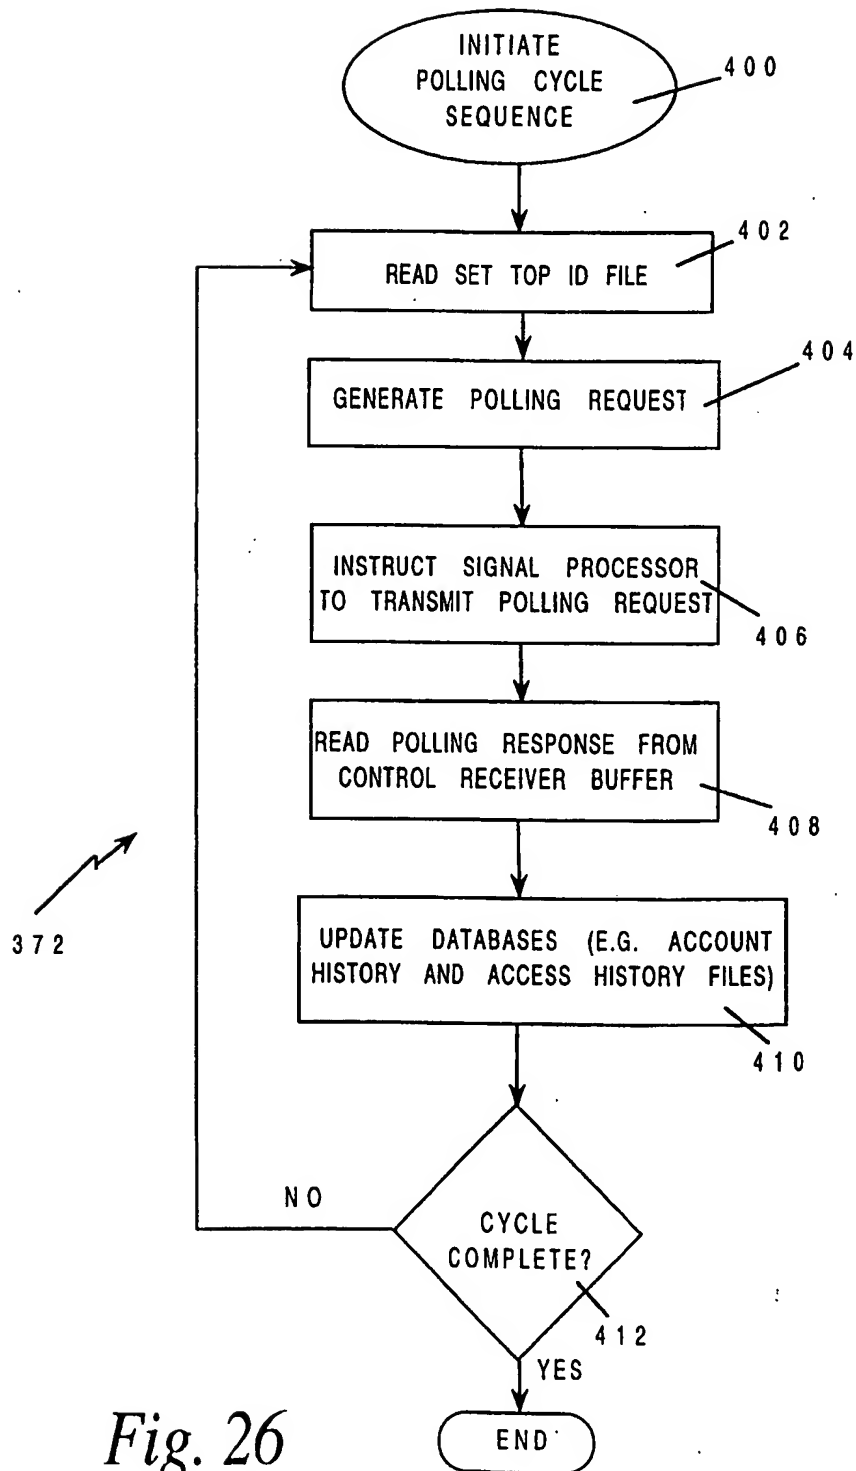 INITIATE
POLLING CYCLE
SEQUENCE
400
402
READ SET TOP ID FILE
404
GENERATE POLLING REQUEST
INSTRUCT SIGNAL PROCESSOR
TO TRANSMIT POLLING REQUEST
406
READ POLLING RESPONSE FROM
CONTROL RECEIVER BUFFER
408
372
UPDATE DATABASES (E.G. ACCOUNT
HISTORY AND ACCESS HISTORY FILES)
410
NO
CYCLE
COMPLETE?
412
YES
END
Fig. 26